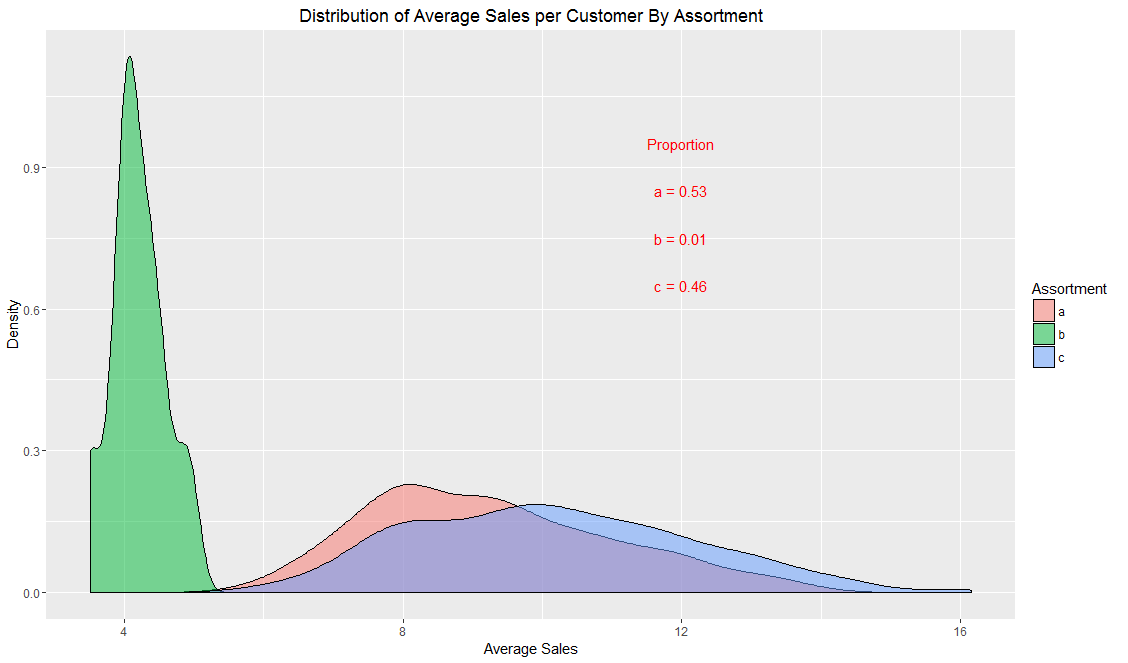 Distribution of Average Sales per Customer By Assortment
Proportion
a = 0.53
b = 0.01
c = 0.46
Density
0.9
0.6
0.3
0.0
4
8
12
16
Average Sales
Assortment
a
b
c